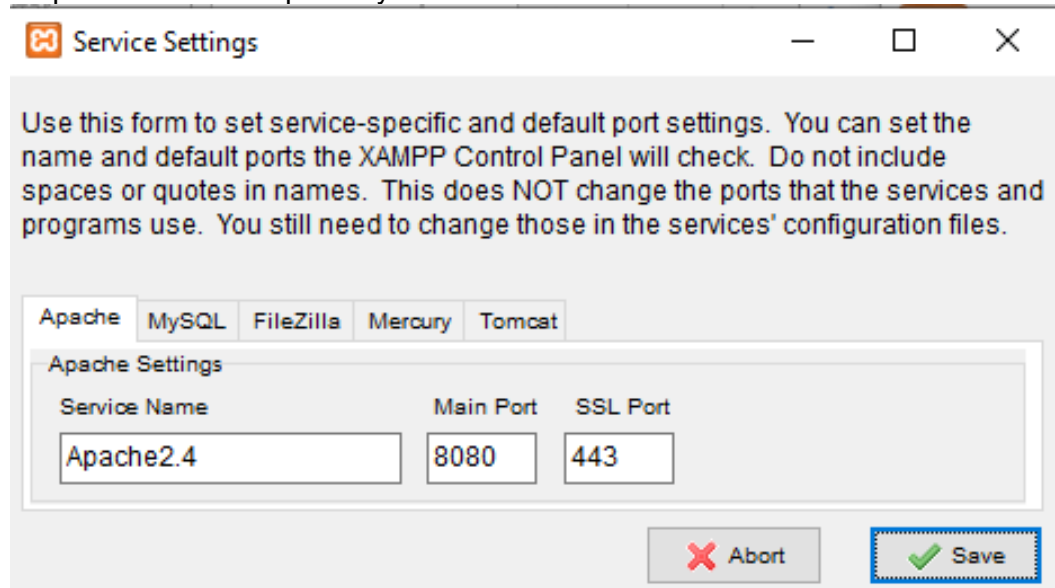 Service Settings
Use this form to set service-specific and default port settings.  You can set the
name and default ports the XAMPP Control Panel will check.  Do not include
spaces or quotes in names.  This does NOT change the ports that the services and
programs use.  You still need to change those in the services' configuration files.
Apache MySQL FileZilla Mercury Tomcat
Apache Settings
Service Name Main Port SSL Port
Apache2.4 8080 443
Abort Save